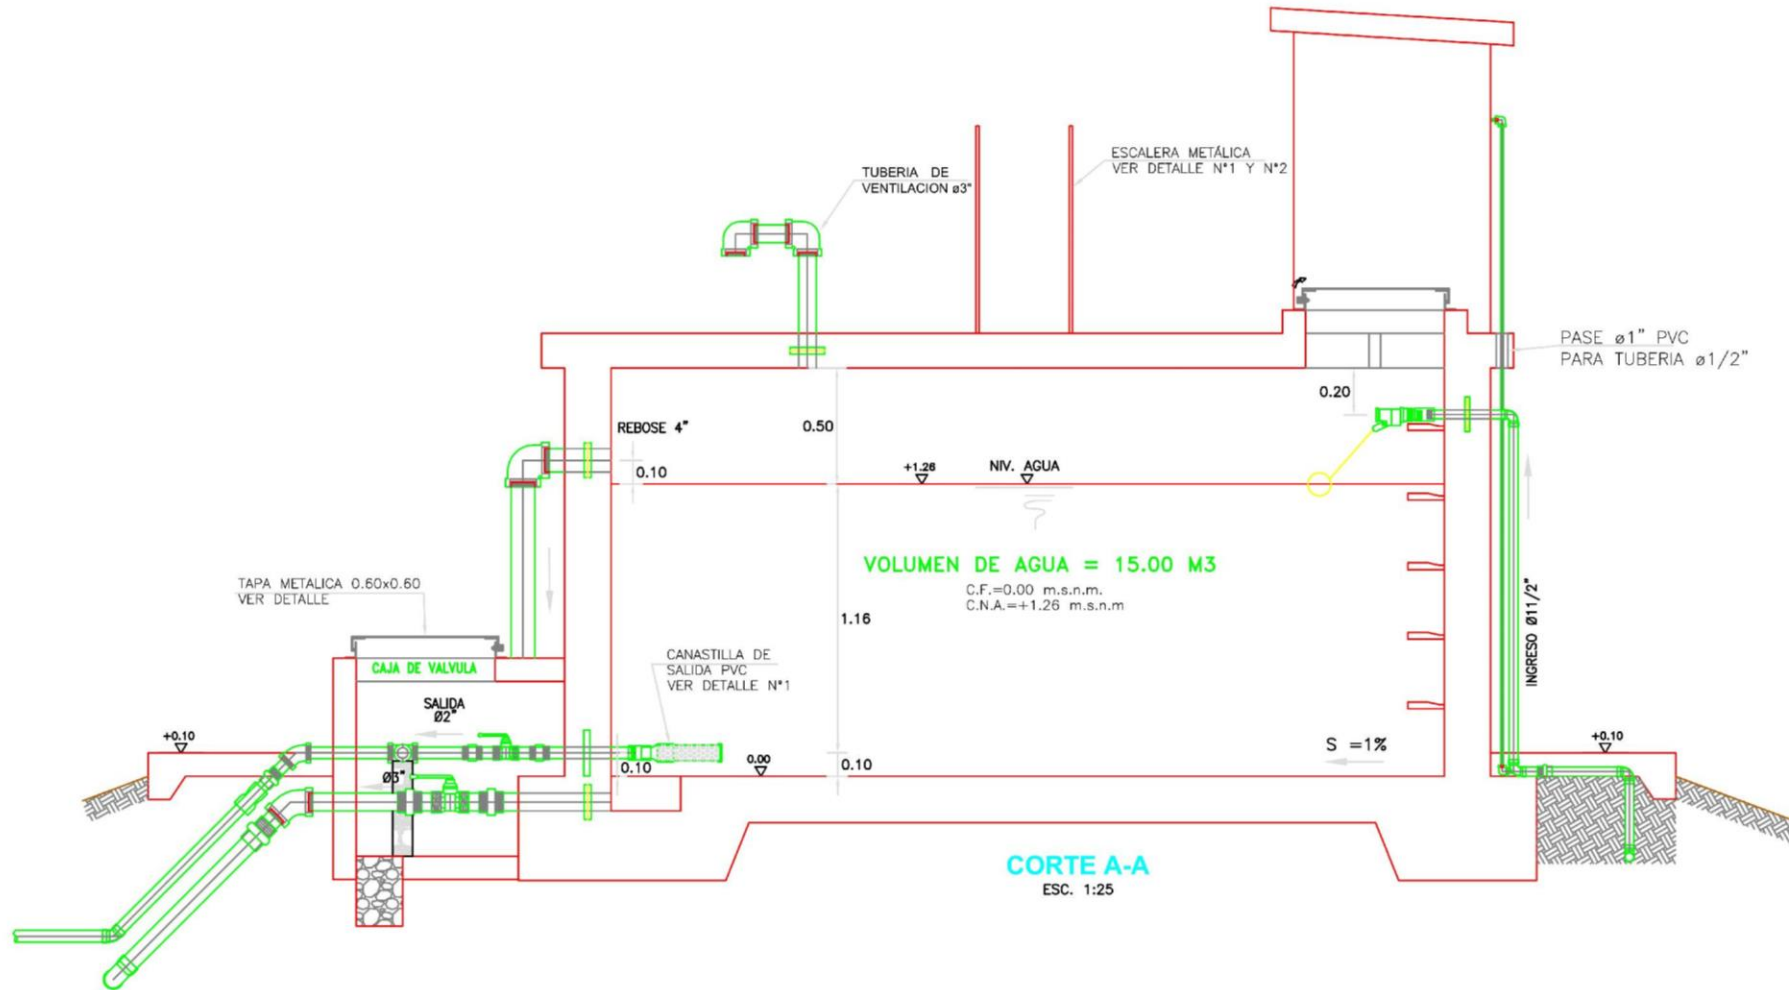 ESCALERA METÁLICA
VER DETALLE N°1 Y N°2
TUBERIA DE
VENTILACION ø3"
PASE ø1" PVC
PARA TUBERIA ø1/2"
0.20
REBOSE 4"
0.50
0.10
+1.26
NIV. AGUA
VOLUMEN DE AGUA = 15.00 M3
C.F.=0.00 m.s.n.m.
C.N.A.=+1.26 m.s.n.m
TAPA METALICA 0.60x0.60
VER DETALLE
1.16
INGRESO Ø11/2"
CANASTILLA DE
SALIDA PVC
VER DETALLE N°1
CAJA DE VALVULA
SALIDA
Ø2"
+0.10
+0.10
S =1%
0.00
0.10
0.10
Ø3"
CORTE A-A
ESC. 1:25